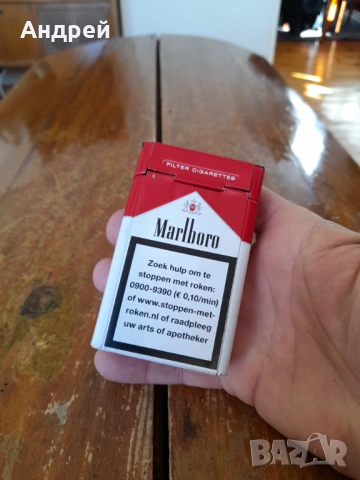 Андрей
FILTER CIGARETTES
Marlboro
Zoek hulp om te
stoppen met roken:
0900-9390 (€ 0,10/min)
of www.stoppen-met-
roken.nl of raadpleeg
uw arts of apotheker
BAZAR